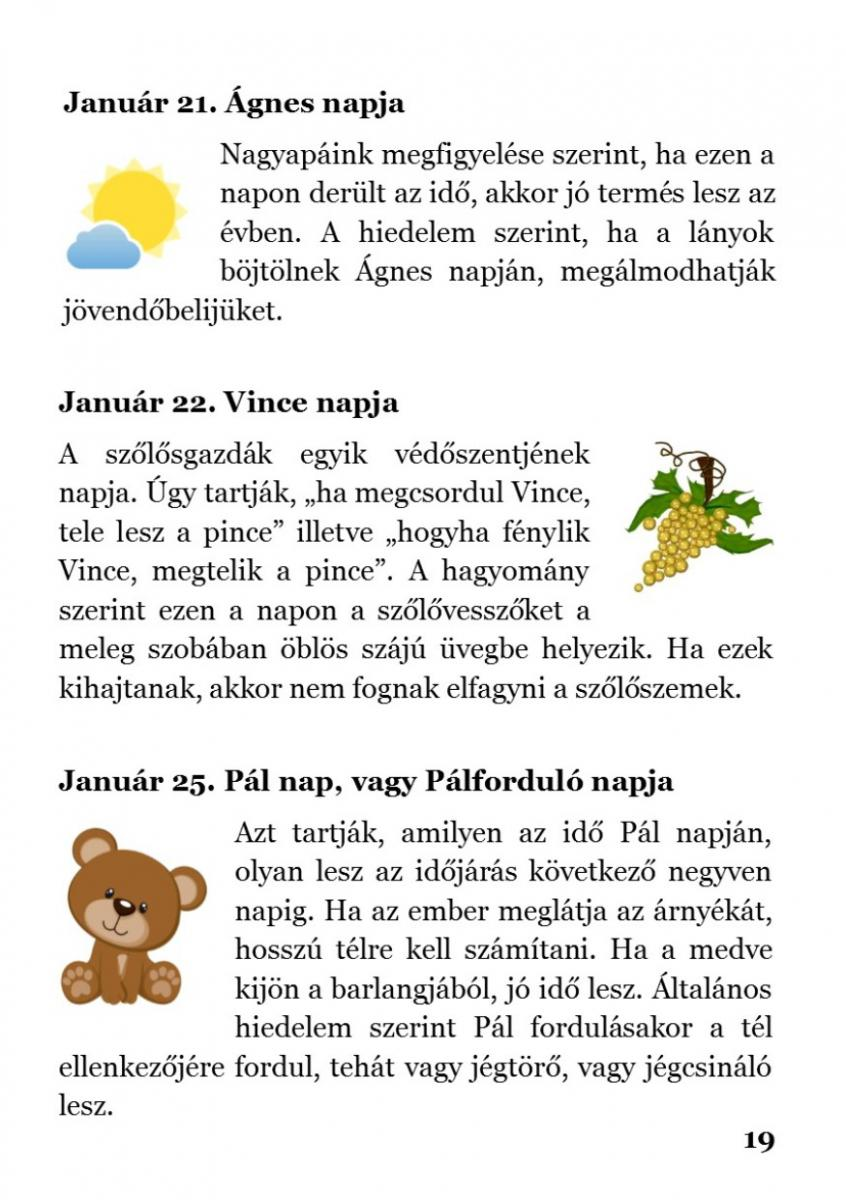 Január 21. Ágnes napja
Nagyapáink megfigyelése szerint, ha ezen a
napon derült az idő, akkor jó termés lesz az
évben. A hiedelem szerint, ha a lányok
böjtölnek Ágnes napján, megálmodhatják
jövendőbelijüket.
Január 22. Vince napja
A szőlősgazdák egyik védőszentjének
napja. Úgy tartják, „ha megcsordul Vince,
tele lesz a pince” illetve „hogyha fénylik
Vince, megtelik a pince”. A hagyomány
szerint ezen a napon a szőlővesszőket a
meleg szobában öblös szájú üvegbe helyezik. Ha ezek
kihajtanak, akkor nem fognak elfagyni a szőlőszemek.
Január 25. Pál nap, vagy Pálforduló napja
Azt tartják, amilyen az idő Pál napján,
olyan lesz az időjárás következő negyven
napig. Ha az ember meglátja az árnyékát,
hosszú télre kell számítani. Ha a medve
kijön a barlangjából, jó idő lesz. Általános
hiedelem szerint Pál fordulásakor a tél
ellenkezőjére fordul, tehát vagy jégtörő, vagy jégcsináló
lesz.
19